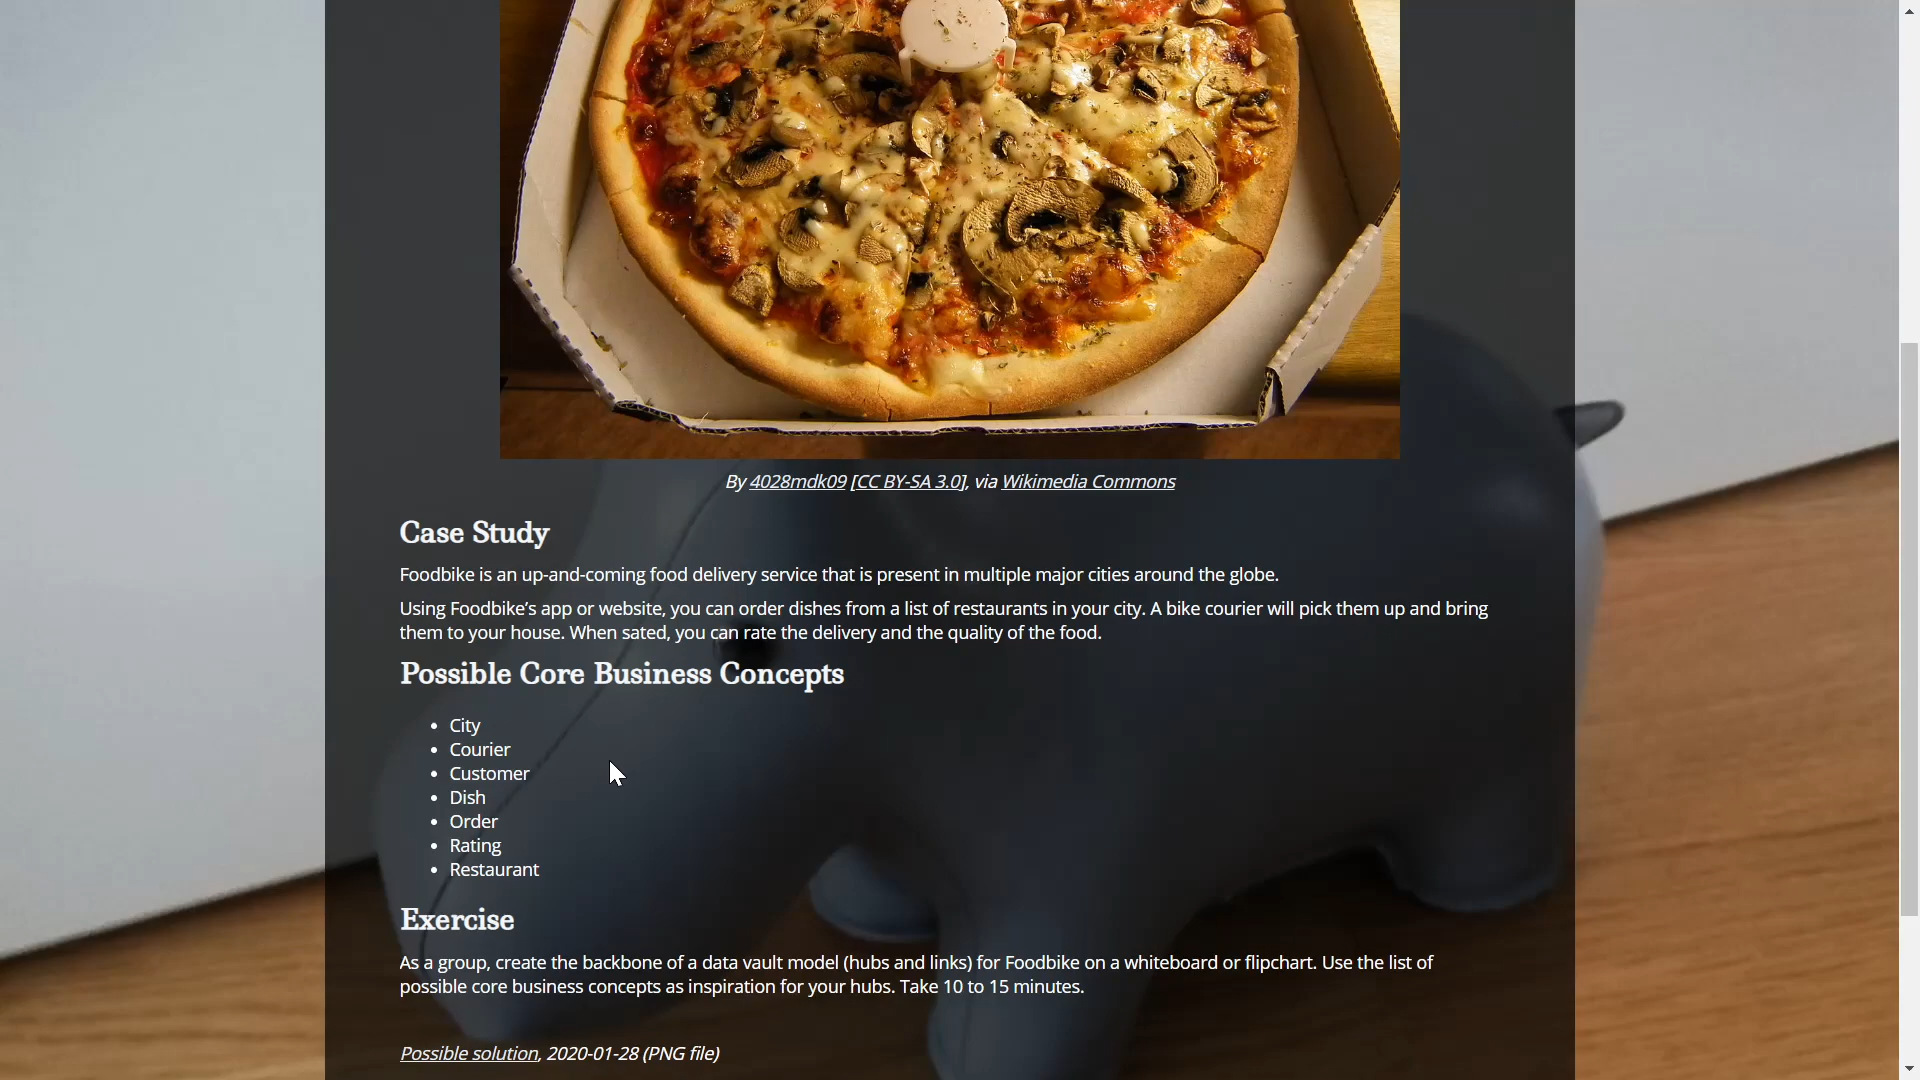 By 4028mdk09 [CC BY-SA 3.0], via Wikimedia Commons
Case Study
Foodbike is an up-and-coming food delivery service that is present in multiple major cities around the globe.
Using Foodbike’s app or website, you can order dishes from a list of restaurants in your city. A bike courier will pick them up and bring
them to your house. When sated, you can rate the delivery and the quality of the food.
Possible Core Business Concepts
• City
• Courier
• Customer
• Dish
• Order
• Rating
• Restaurant
Exercise
As a group, create the backbone of a data vault model (hubs and links) for Foodbike on a whiteboard or flipchart. Use the list of
possible core business concepts as inspiration for your hubs. Take 10 to 15 minutes.
Possible solution, 2020-01-28 (PNG file)